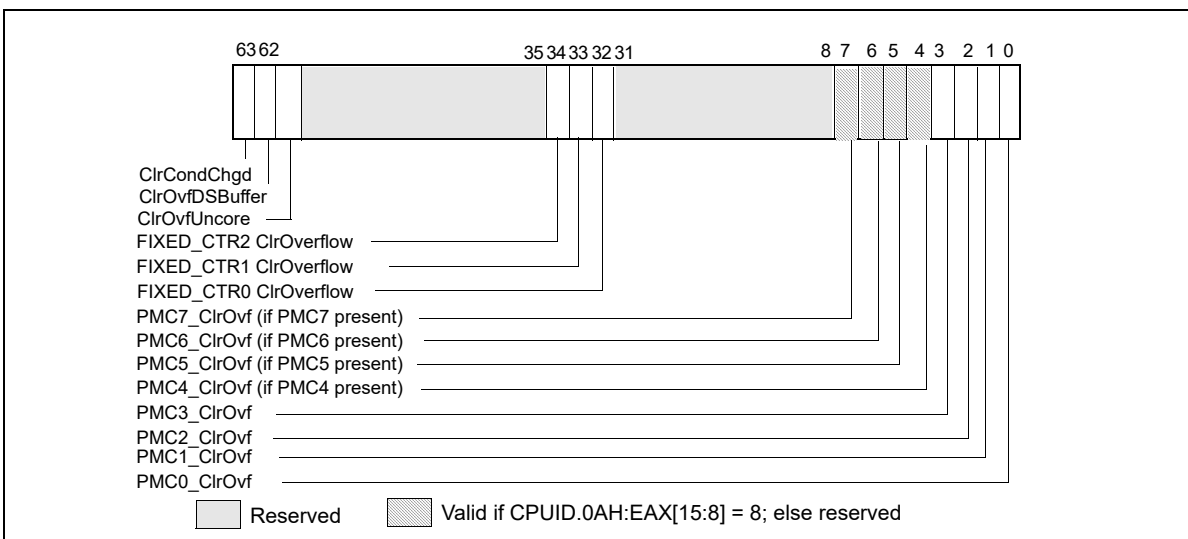 63 62 35 34 33 32 31 8 7 6 5 4 3 2 1 0
ClrCondChgd
ClrOvfDSBuffer
ClrOvfUncore
FIXED_CTR2 ClrOverflow
FIXED_CTR1 ClrOverflow
FIXED_CTR0 ClrOverflow
PMC7_ClrOvf (if PMC7 present)
PMC6_ClrOvf (if PMC6 present)
PMC5_ClrOvf (if PMC5 present)
PMC4_ClrOvf (if PMC4 present)
PMC3_ClrOvf
PMC2_ClrOvf
PMC1_ClrOvf
PMC0_ClrOvf
Reserved Valid if CPUID.0AH:EAX[15:8] = 8; else reserved